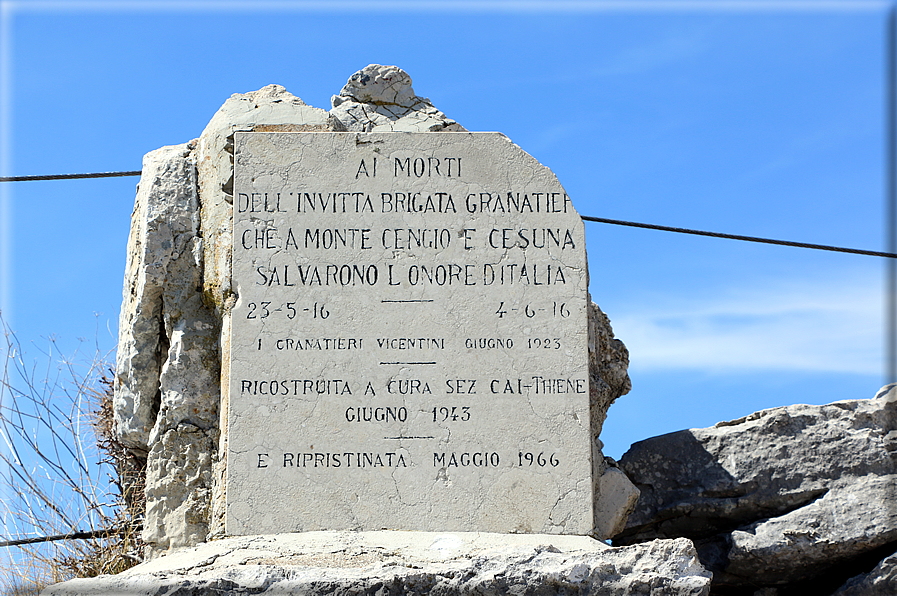 AI MORTI
DELL'INVITTA BRIGATA GRANATIER
CHE A MONTE CENGIO E CESUNA
SALVARONO L'ONORE D'ITALIA
23-5-16 4-6-16
I GRANATIERI VICENTINI GIUGNO 1923
RICOSTRUITA A CURA SEZ CAI-THIENE
GIUGNO 1943
E RIPRISTINATA MAGGIO 1966